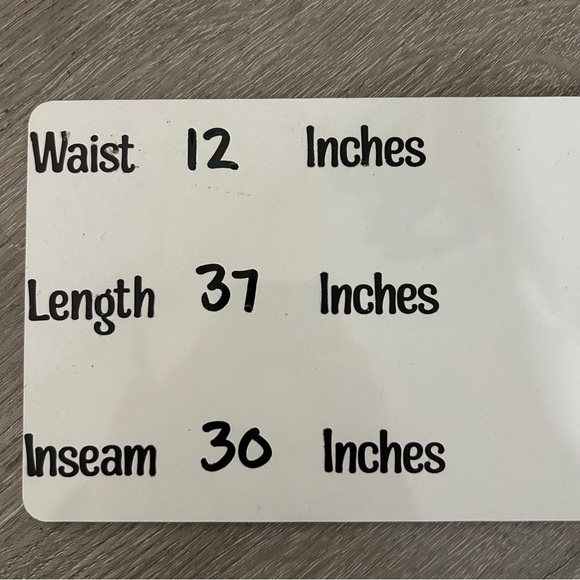 Waist 12 Inches
Length 37 Inches
Inseam 30 Inches